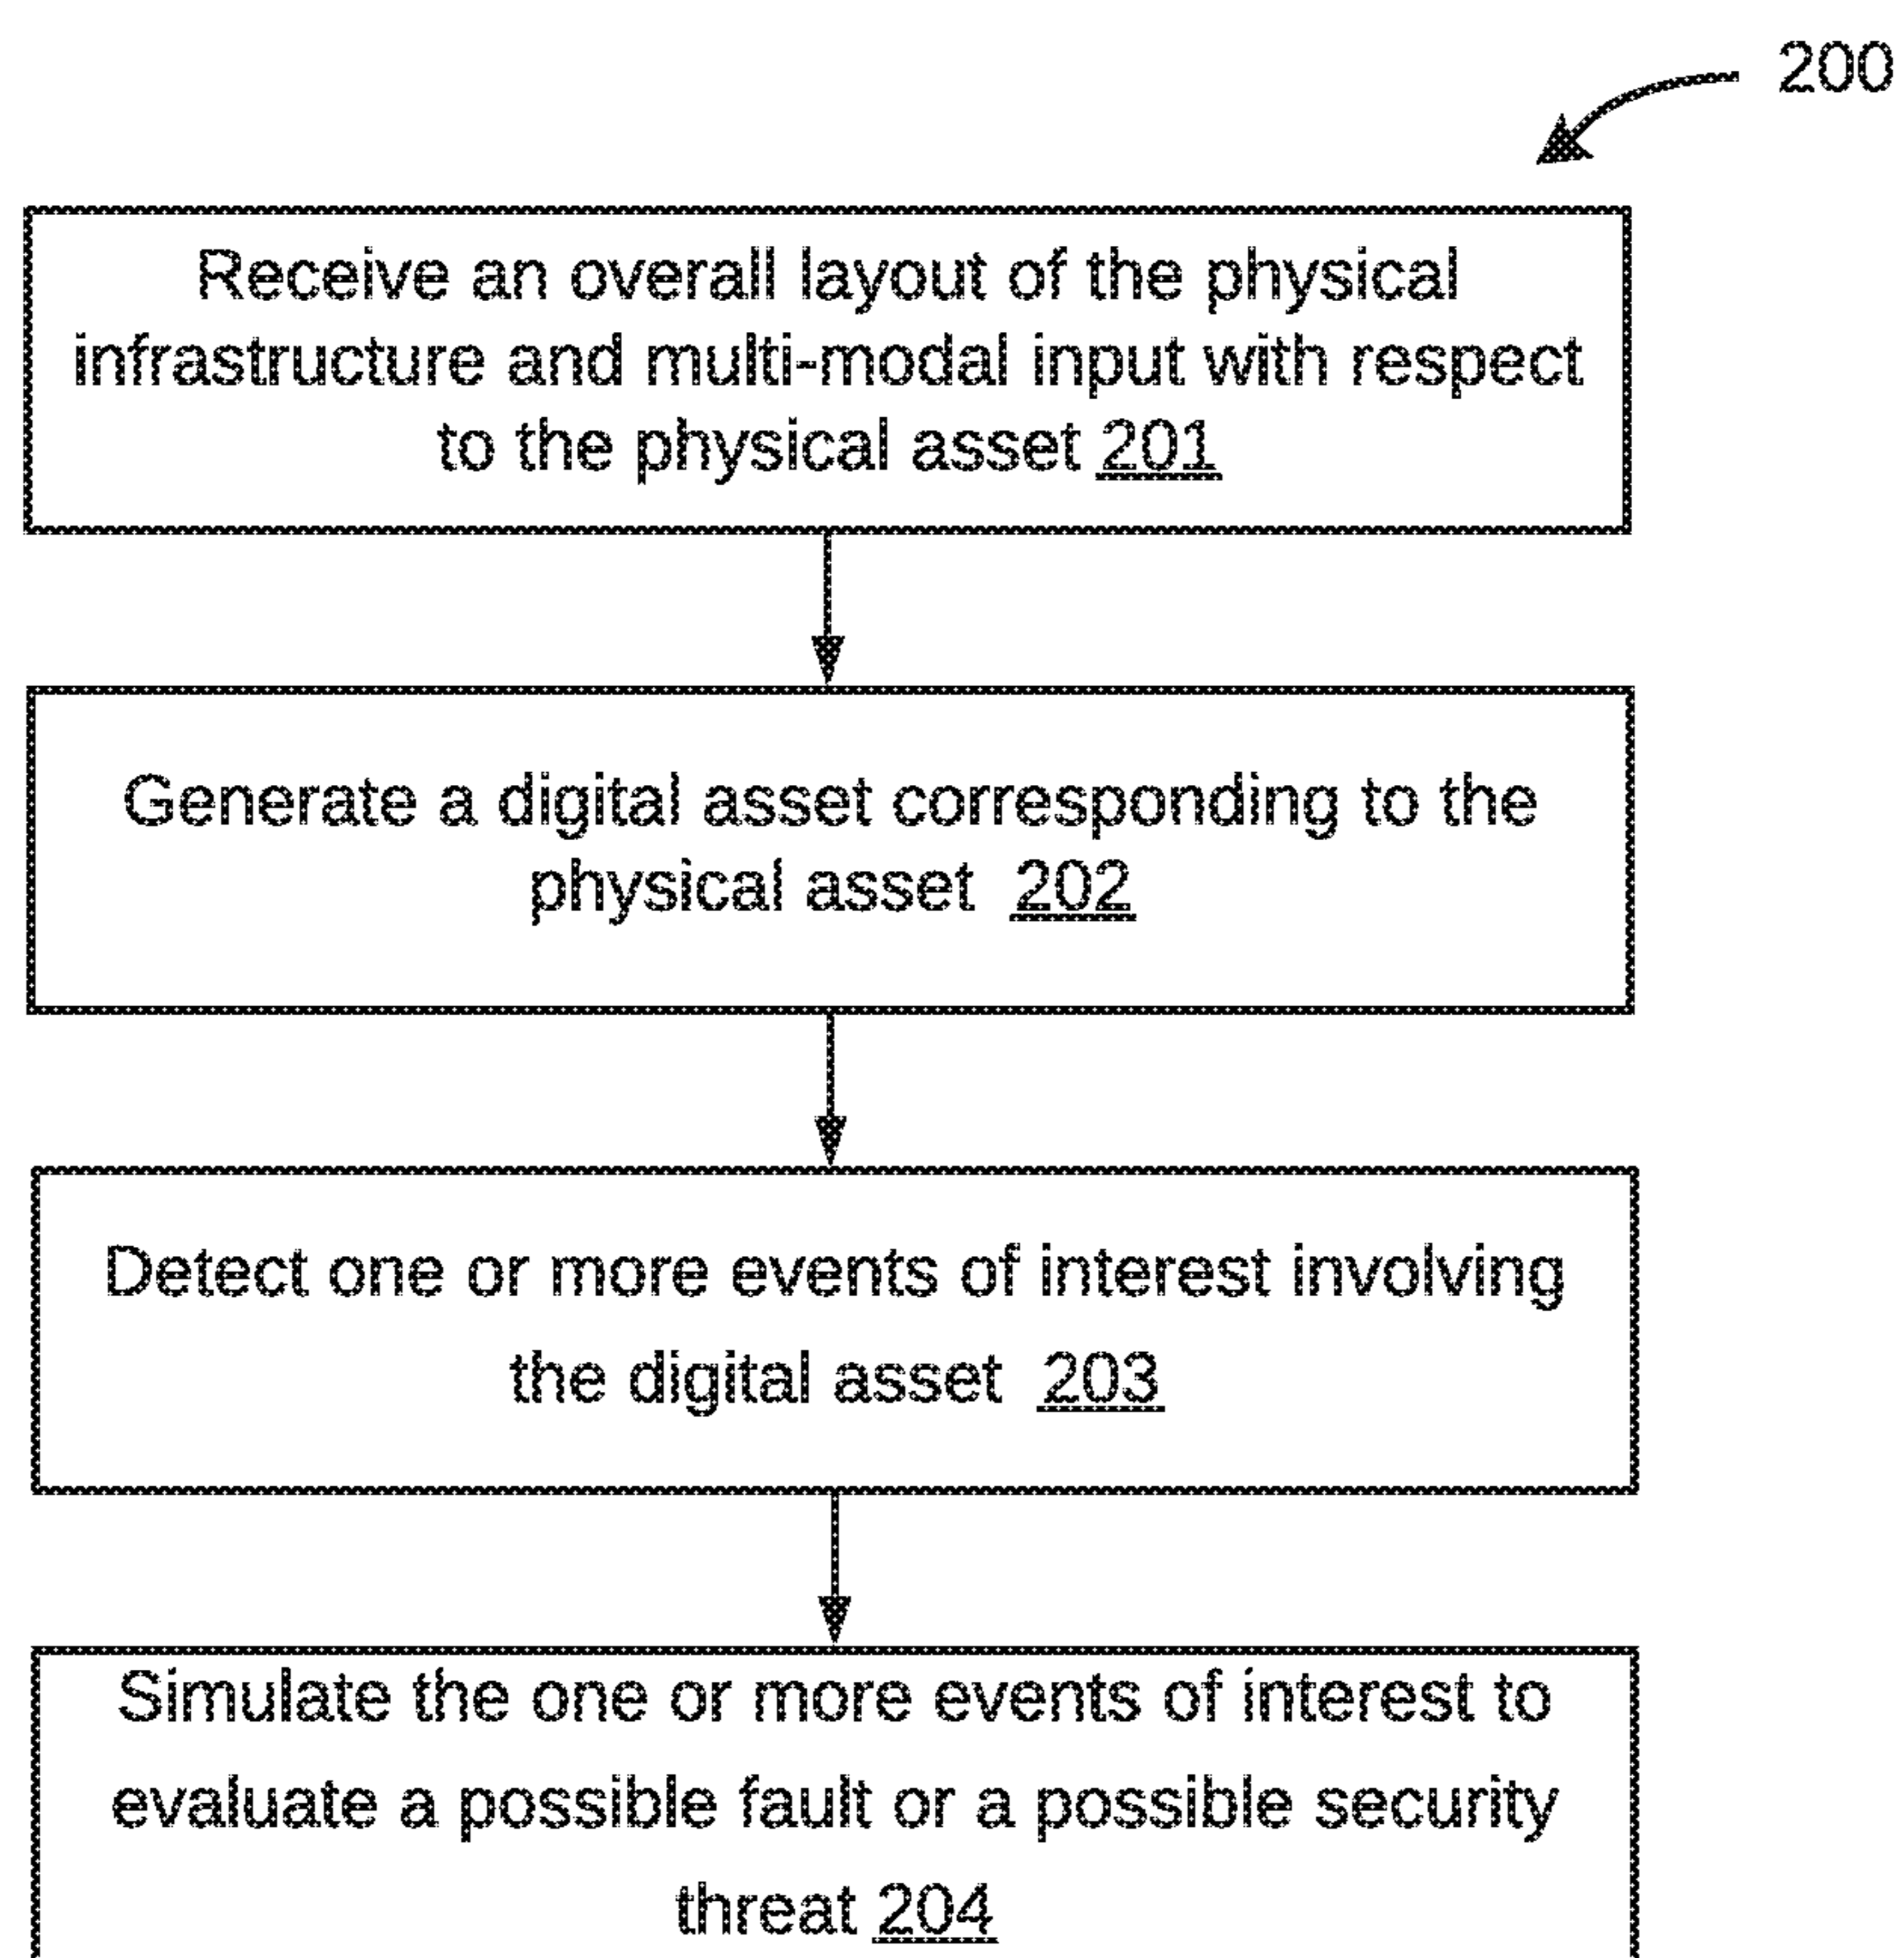 200
Receive an overall layout of the physical
infrastructure and multi-modal input with respect
to the physical asset 201
Generate a digital asset corresponding to the
physical asset 202
Detect one or more events of interest involving
the digital asset 203
Simulate the one or more events of interest to
evaluate a possible fault or a possible security
threat 204